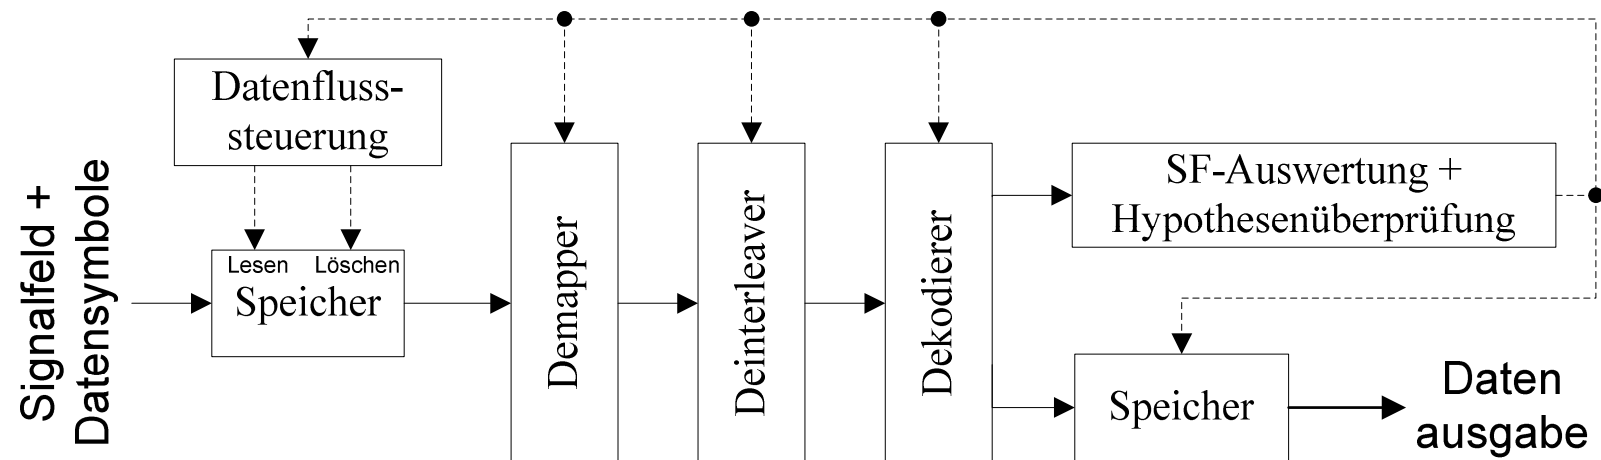 Signalfeld +
Datensymbole
Datenfluss-
steuerung
Lesen Löschen
Speicher
Demapper
Deinterleaver
Dekodierer
SF-Auswertung +
Hypothesenüberprüfung
Speicher
Daten
ausgabe